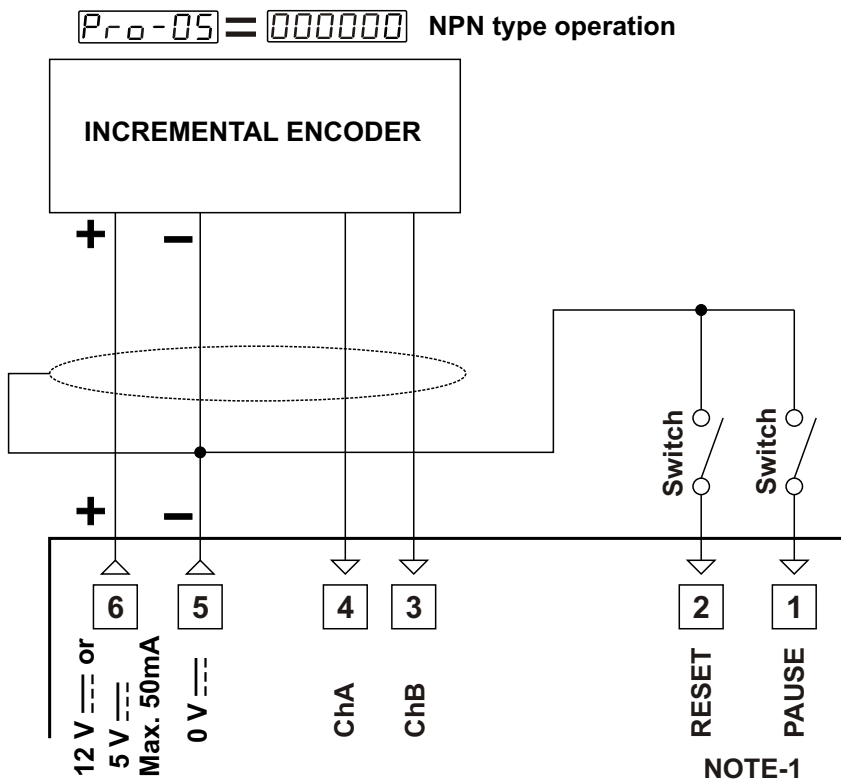 Pro-05 = 000000 NPN type operation
INCREMENTAL ENCODER
+ −
Switch
Switch
+ −
6
5
4
3
2
1
12 V or
5 V
Max. 50mA
0 V
ChA
ChB
RESET
PAUSE
NOTE-1